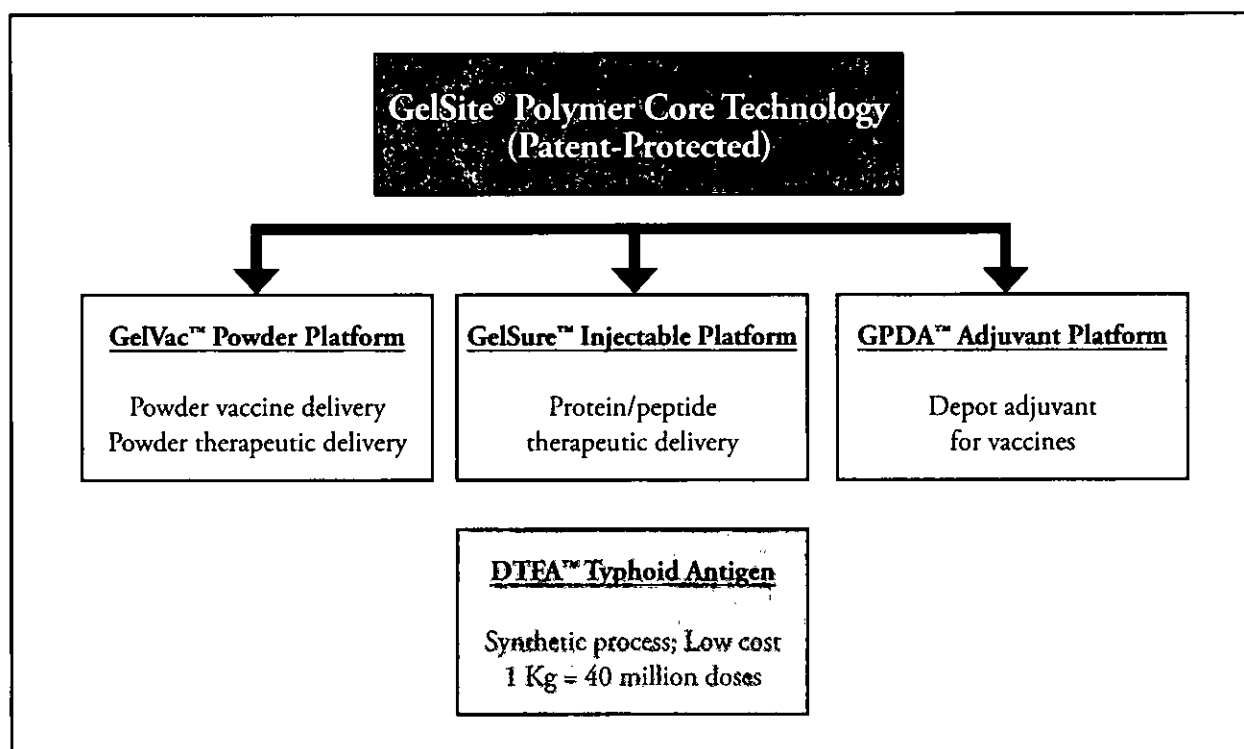 GelSite® Polymer Core Technology
(Patent-Protected)
GelVac™ Powder Platform
Powder vaccine delivery
Powder therapeutic delivery
GelSure™ Injectable Platform
Protein/peptide
therapeutic delivery
GPDA™ Adjuvant Platform
Depot adjuvant
for vaccines
DTFA™ Typhoid Antigen
Synthetic process; Low cost
1 Kg = 40 million doses